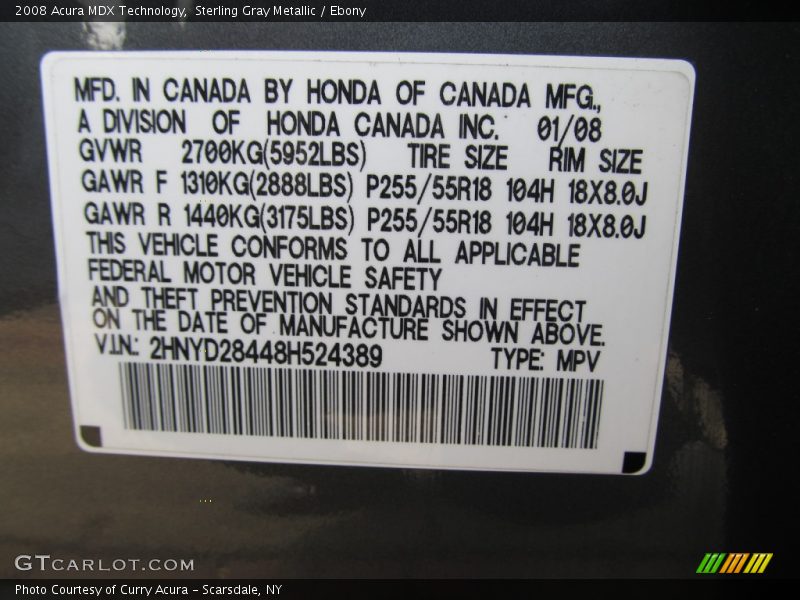 2008 Acura MDX Technology, Sterling Gray Metallic / Ebony
MFD. IN CANADA BY HONDA OF CANADA MFG.,
A DIVISION OF HONDA CANADA INC. 01/08
GVWR 2700KG(5952LBS) TIRE SIZE RIM SIZE
GAWR F 1310KG(2888LBS) P255/55R18 104H 18X8.0J
GAWR R 1440KG(3175LBS) P255/55R18 104H 18X8.0J
THIS VEHICLE CONFORMS TO ALL APPLICABLE
FEDERAL MOTOR VEHICLE SAFETY
AND THEFT PREVENTION STANDARDS IN EFFECT
ON THE DATE OF MANUFACTURE SHOWN ABOVE.
V.I.N.: 2HNYD28448H524389 TYPE: MPV
GTCARLOT.COM
Photo Courtesy of Curry Acura - Scarsdale, NY